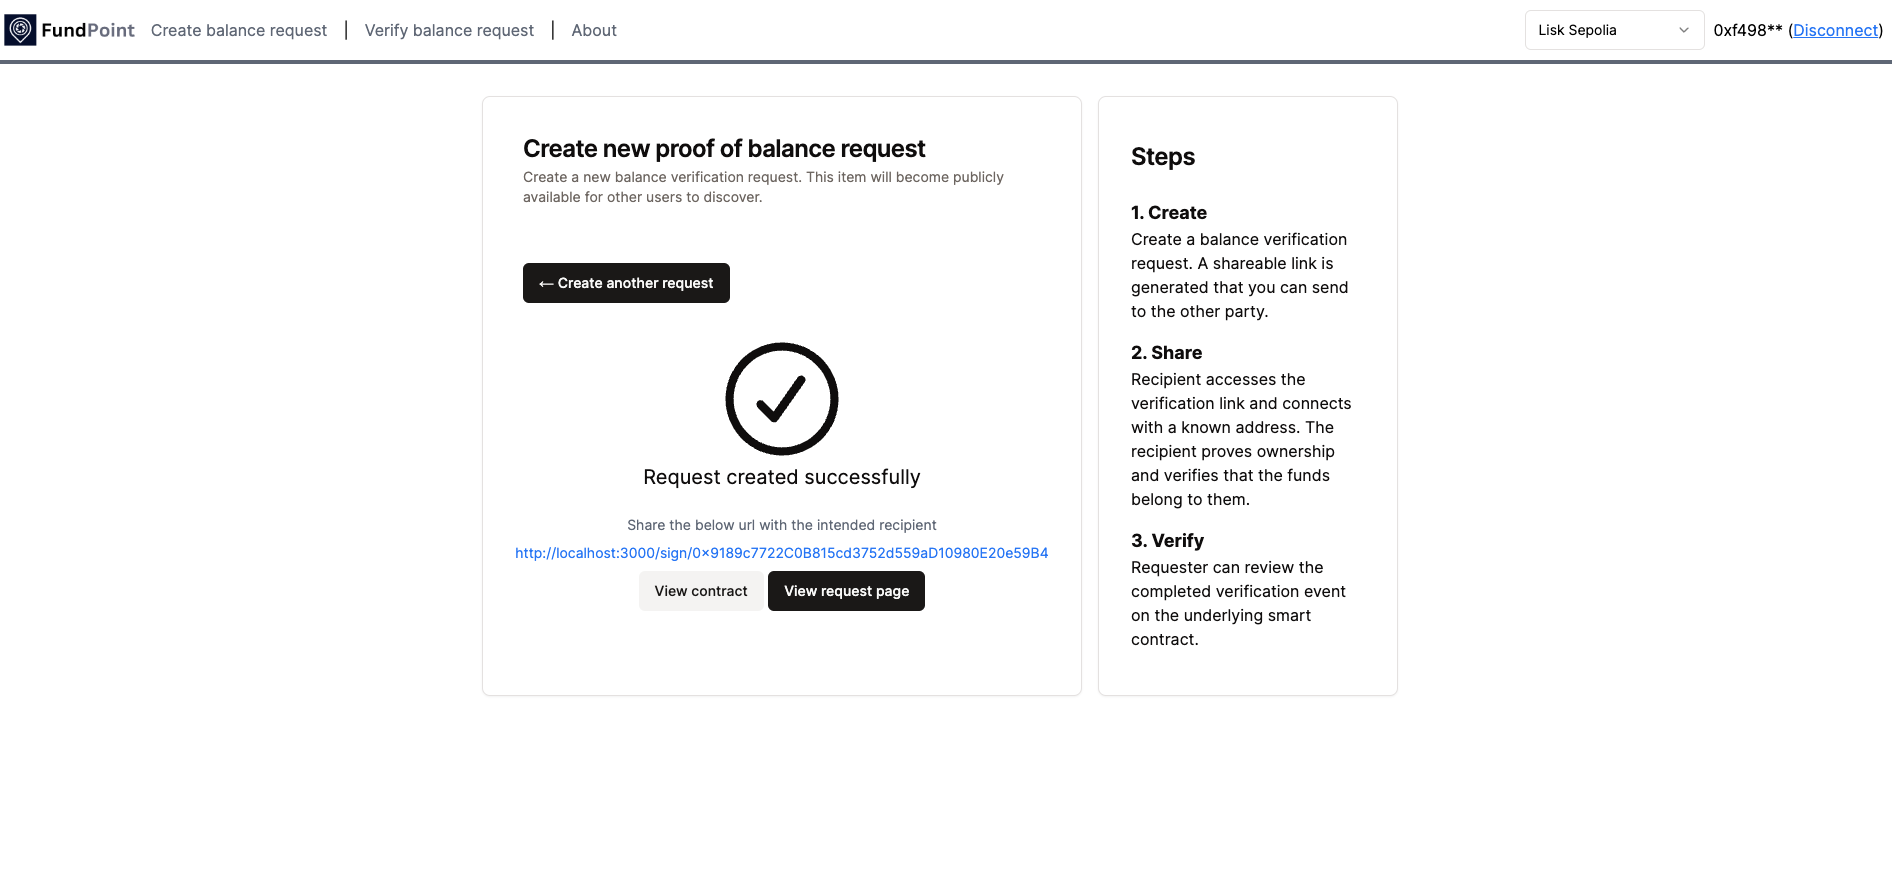 FundPoint Create balance request | Verify balance request | About Lisk Sepolia 0xf498** (Disconnect)
Create new proof of balance request
Create a new balance verification request. This item will become publicly
available for other users to discover.
← Create another request
Request created successfully
Share the below url with the intended recipient
http://localhost:3000/sign/0x9189c7722C0B815cd3752d559aD10980E20e59B4
View contract View request page
Steps
1. Create
Create a balance verification
request. A shareable link is
generated that you can send
to the other party.
2. Share
Recipient accesses the
verification link and connects
with a known address. The
recipient proves ownership
and verifies that the funds
belong to them.
3. Verify
Requester can review the
completed verification event
on the underlying smart
contract.